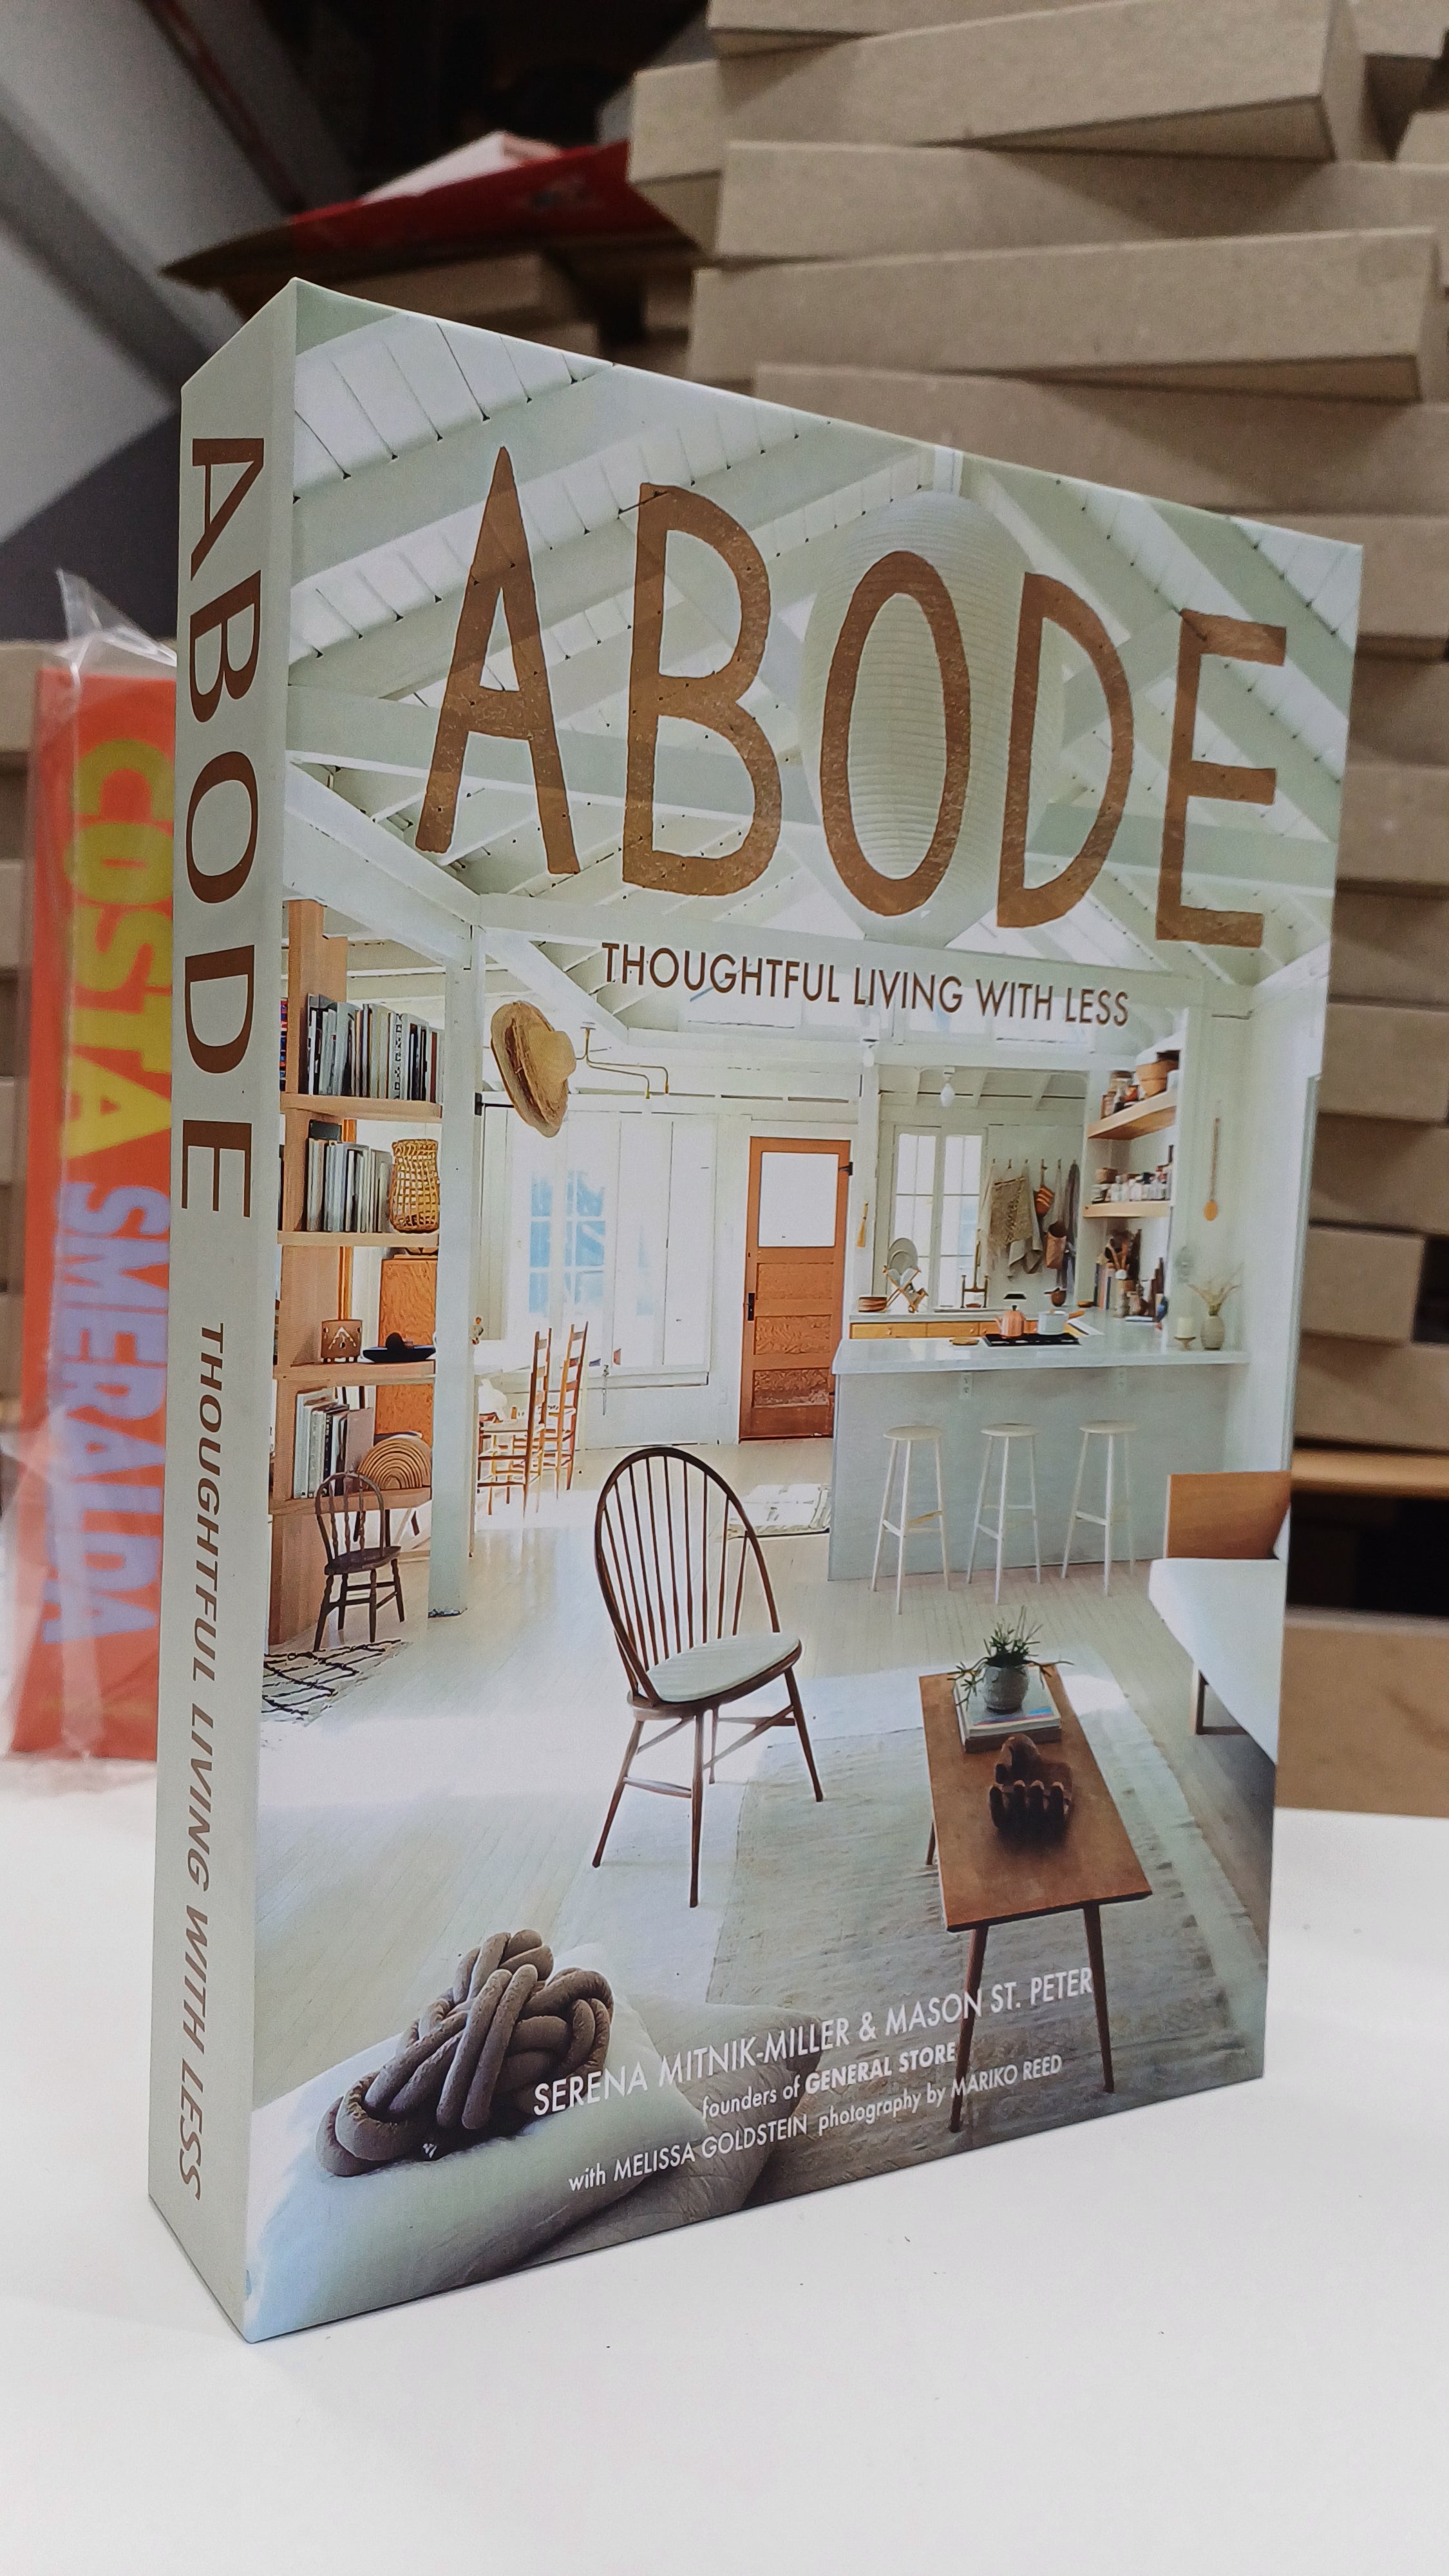 ABODE
THOUGHTFUL LIVING WITH LESS
SERENA MITNIK-MILLER & MASON ST. PETER
founders of GENERAL STORE
with MELISSA GOLDSTEIN photography by MARIKO REED
ABODE THOUGHTFUL LIVING WITH LESS
COSTA SMERALDA